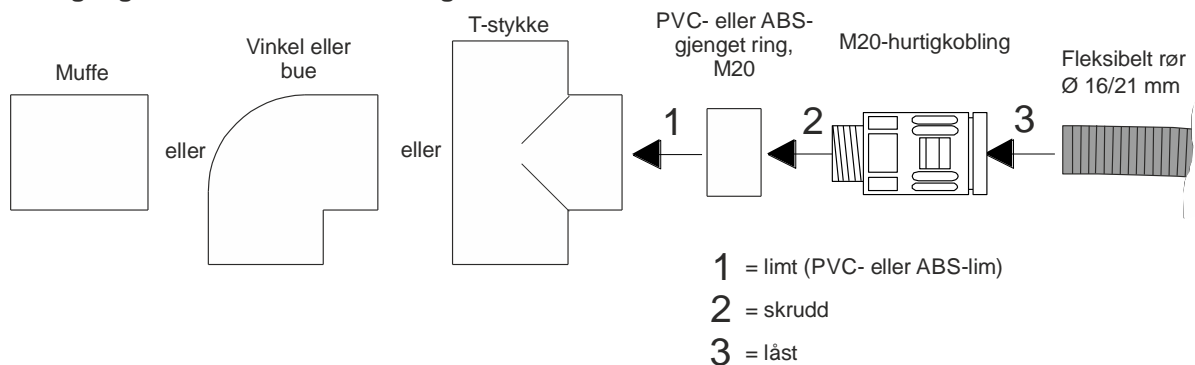 T-stykke
PVC- eller ABS-
gjenget ring,
M20
M20-hurtigkobling
Vinkel eller
bue
Muffe
Fleksibelt rør
Ø 16/21 mm
eller
eller
1
2
3
1 = limt (PVC- eller ABS-lim)
2 = skrudd
3 = låst